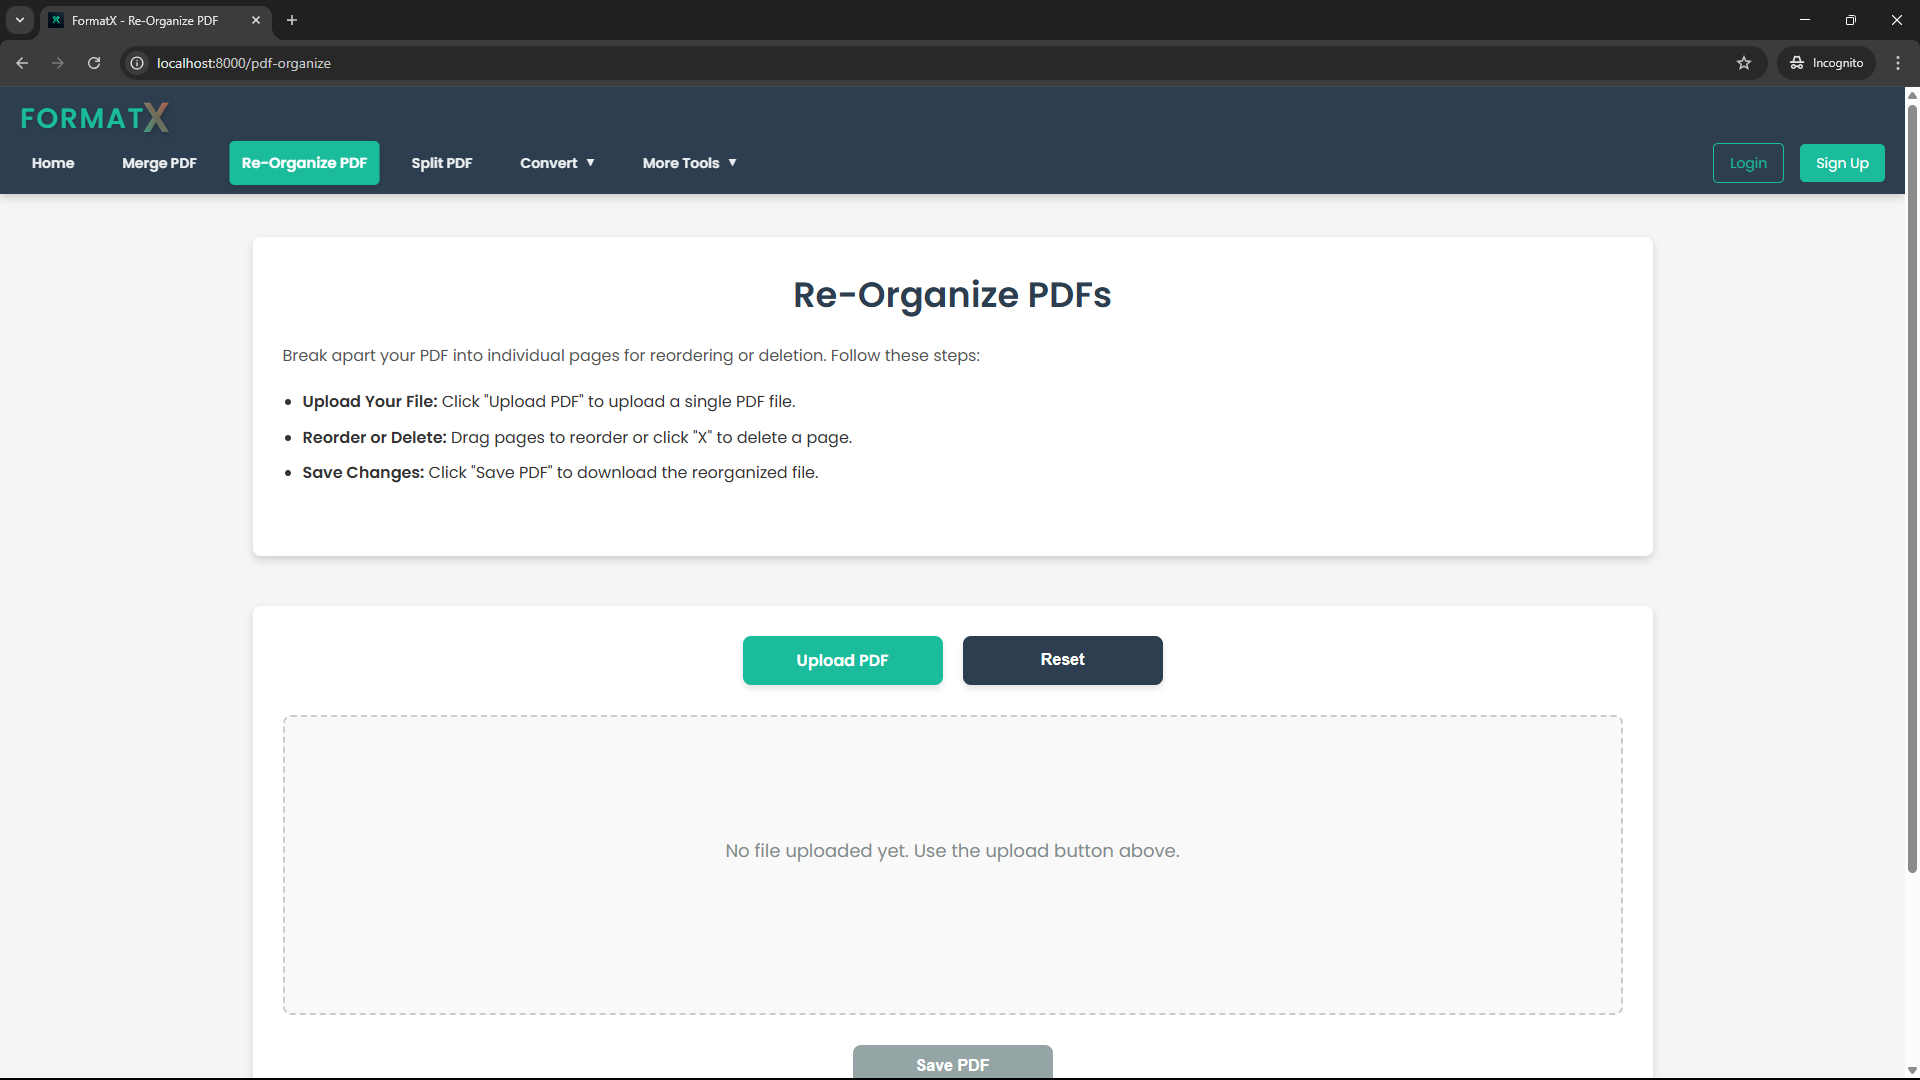 FormatX - Re-Organize PDF
localhost:8000/pdf-organize
Incognito
FORMATX
Home
Merge PDF
Re-Organize PDF
Split PDF
Convert ▼
More Tools ▼
Login
Sign Up
Re-Organize PDFs
Break apart your PDF into individual pages for reordering or deletion. Follow these steps:
• Upload Your File: Click "Upload PDF" to upload a single PDF file.
• Reorder or Delete: Drag pages to reorder or click "X" to delete a page.
• Save Changes: Click "Save PDF" to download the reorganized file.
Upload PDF
Reset
No file uploaded yet. Use the upload button above.
Save PDF